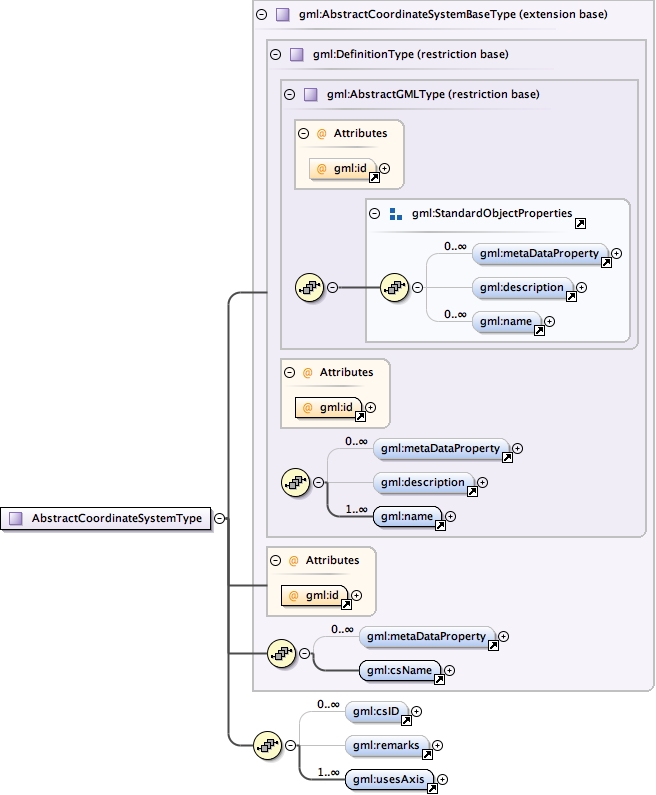 gml:AbstractCoordinateSystemBaseType (extension base)
gml:DefinitionType (restriction base)
gml:AbstractGMLType (restriction base)
@ Attributes
@ gml:id
gml:StandardObjectProperties
0..∞
gml:metaDataProperty
gml:description
0..∞
gml:name
@ Attributes
@ gml:id
0..∞
gml:metaDataProperty
gml:description
1..∞
gml:name
AbstractCoordinateSystemType
@ Attributes
@ gml:id
0..∞
gml:metaDataProperty
gml:csName
0..∞
gml:csID
gml:remarks
1..∞
gml:usesAxis